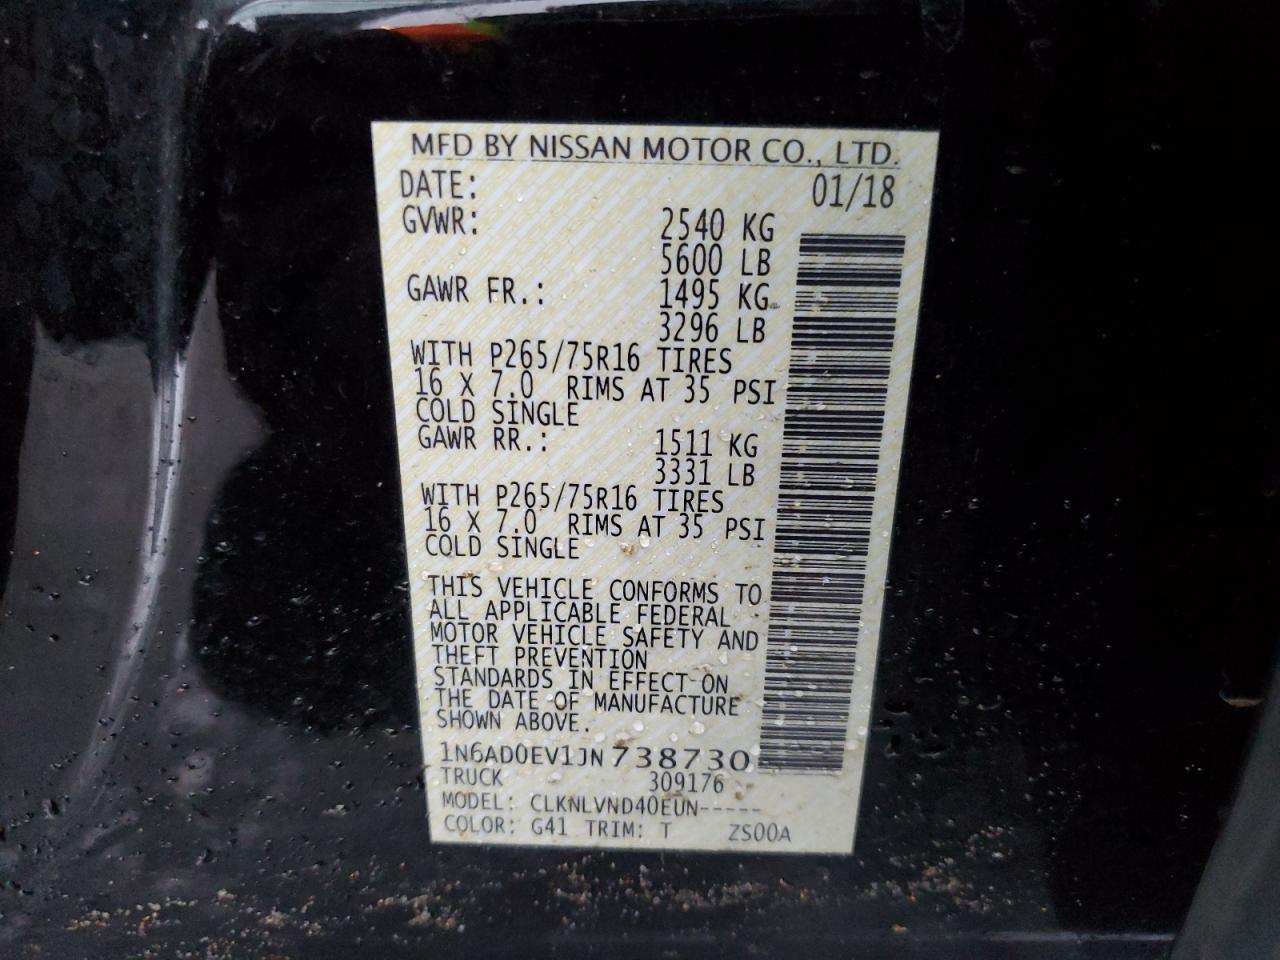 MFD BY NISSAN MOTOR CO., LTD.
DATE: 01/18
GVWR: 2540 KG
5600 LB
GAWR FR.: 1495 KG
3296 LB
WITH P265/75R16 TIRES
16 X 7.0 RIMS AT 35 PSI
COLD SINGLE
GAWR RR.: 1511 KG
3331 LB
WITH P265/75R16 TIRES
16 X 7.0 RIMS AT 35 PSI
COLD SINGLE
THIS VEHICLE CONFORMS TO
ALL APPLICABLE FEDERAL
MOTOR VEHICLE SAFETY AND
THEFT PREVENTION
STANDARDS IN EFFECT ON
THE DATE OF MANUFACTURE
SHOWN ABOVE.
1N6AD0EV1JN738730
TRUCK 309176
MODEL: CLKNLVND40EUN-----
COLOR: G41 TRIM: T ZS00A